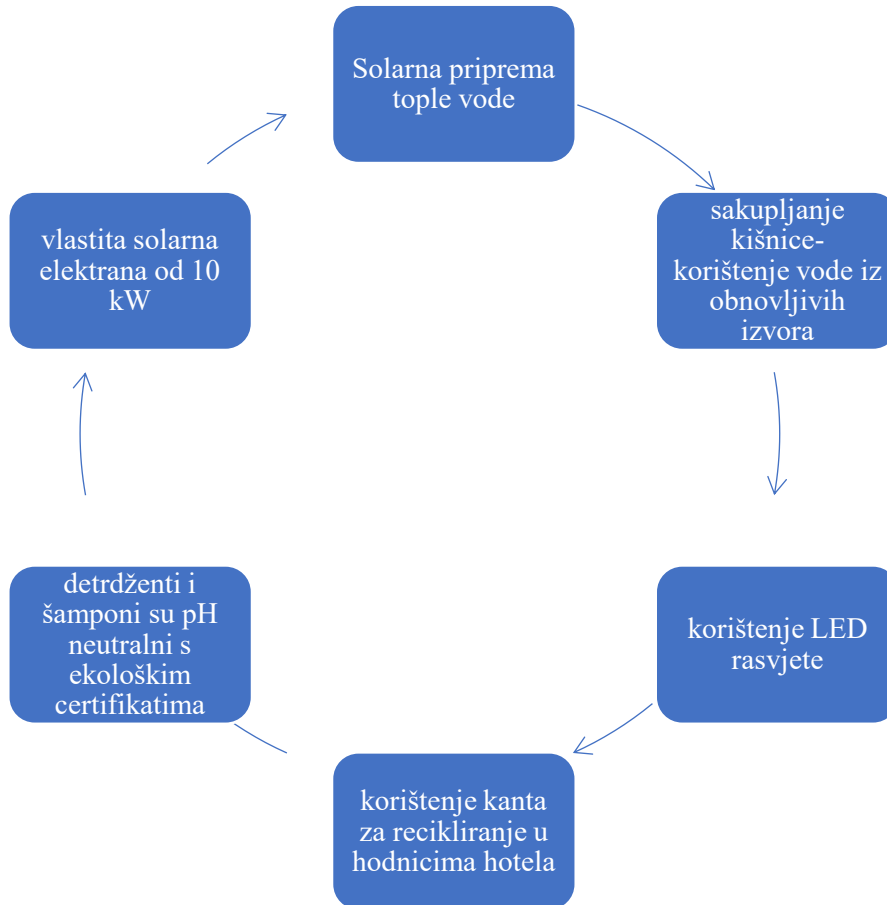 Solarna priprema
tople vode
sakupljanje
kišnice-
korištenje vode iz
obnovljivih
izvora
korištenje LED
rasvjete
korištenje kanta
za recikliranje u
hodnicima hotela
detrdženti i
šamponi su pH
neutralni s
ekološkim
certifikatima
vlastita solarna
elektrana od 10
kW